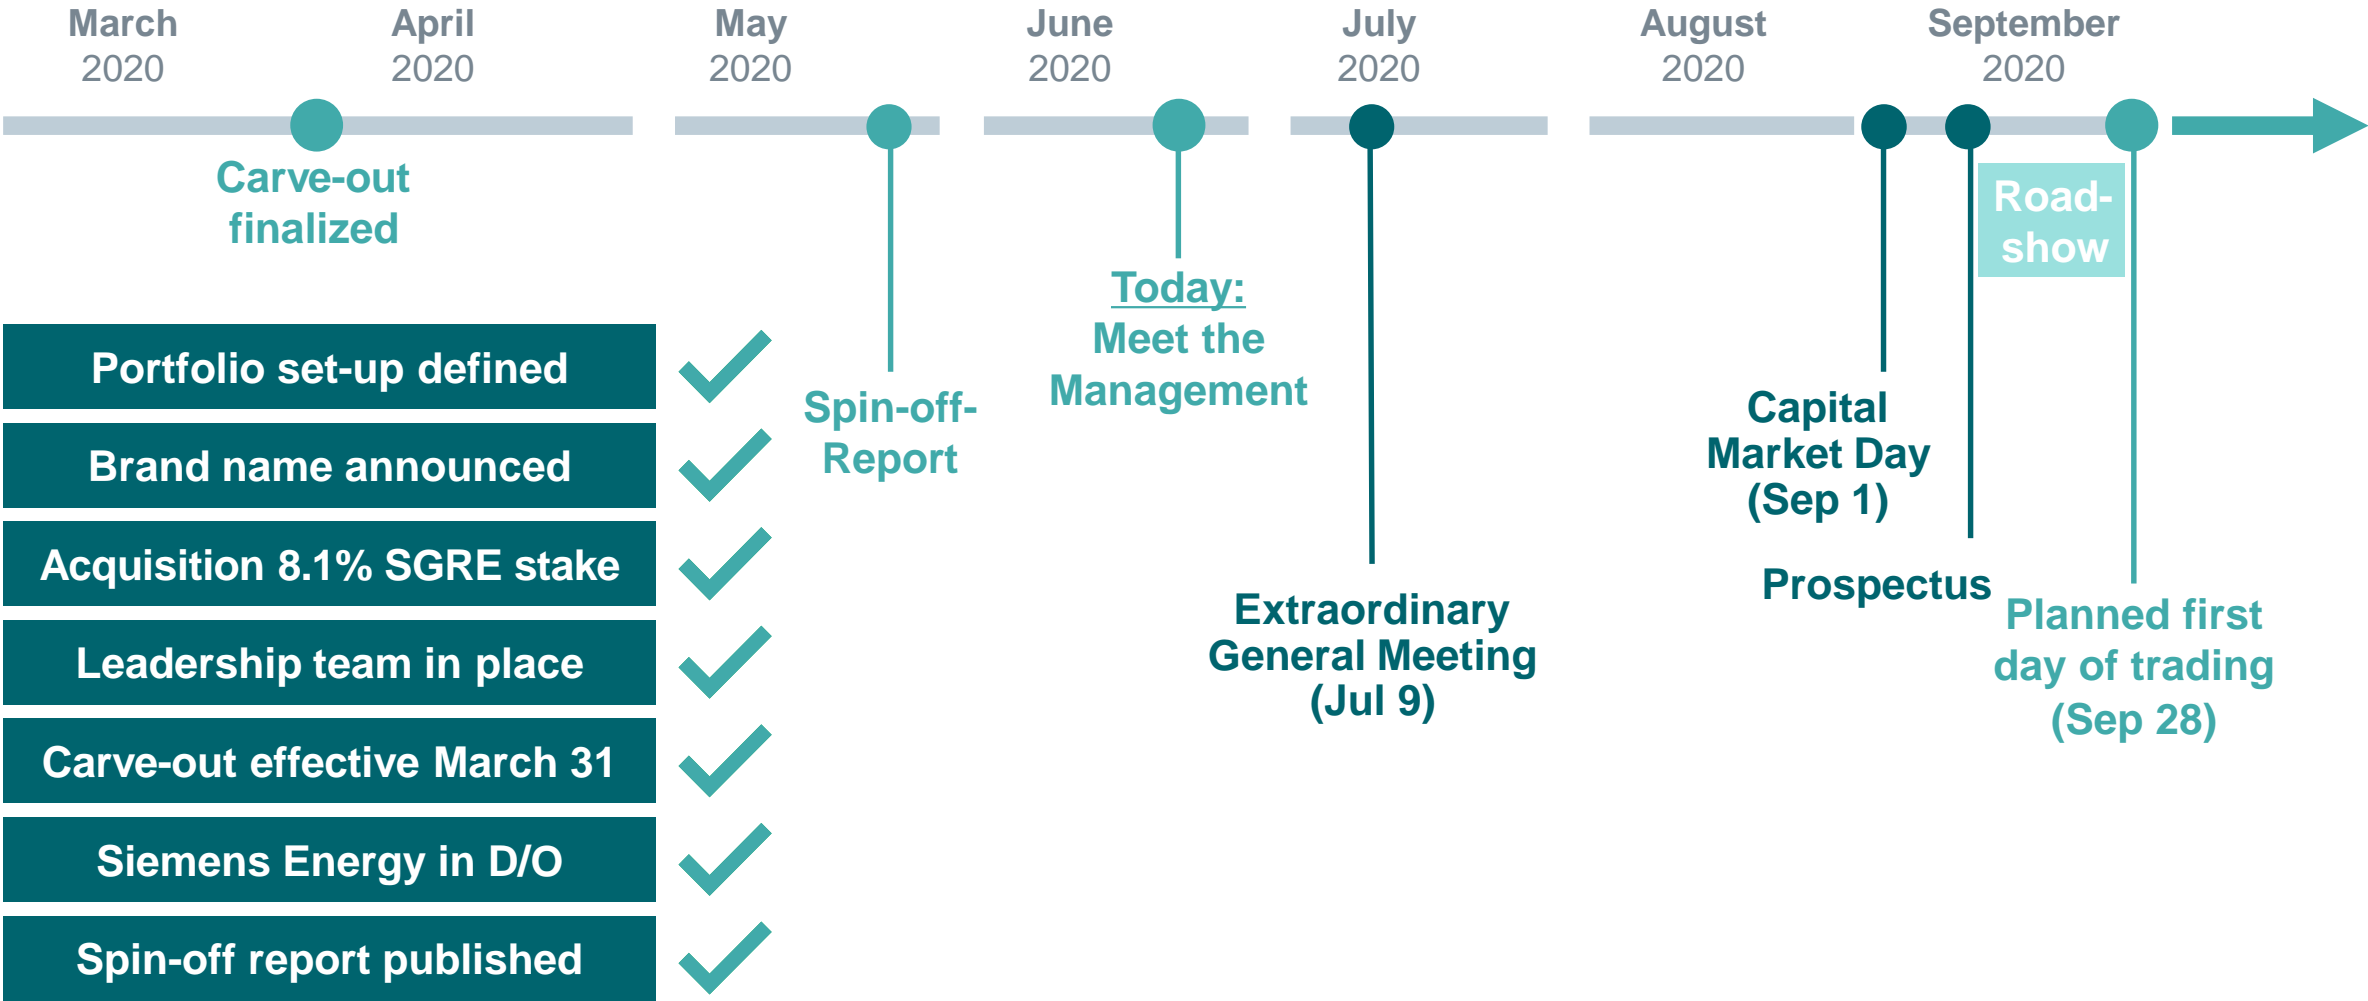 March
2020
April
2020
May
2020
June
2020
July
2020
August
2020
September
2020
Carve-out
finalized
Spin-off-
Report
Today:
Meet the
Management
Extraordinary
General Meeting
(Jul 9)
Capital
Market Day
(Sep 1)
Prospectus
Road-
show
Planned first
day of trading
(Sep 28)
Portfolio set-up defined
Brand name announced
Acquisition 8.1% SGRE stake
Leadership team in place
Carve-out effective March 31
Siemens Energy in D/O
Spin-off report published